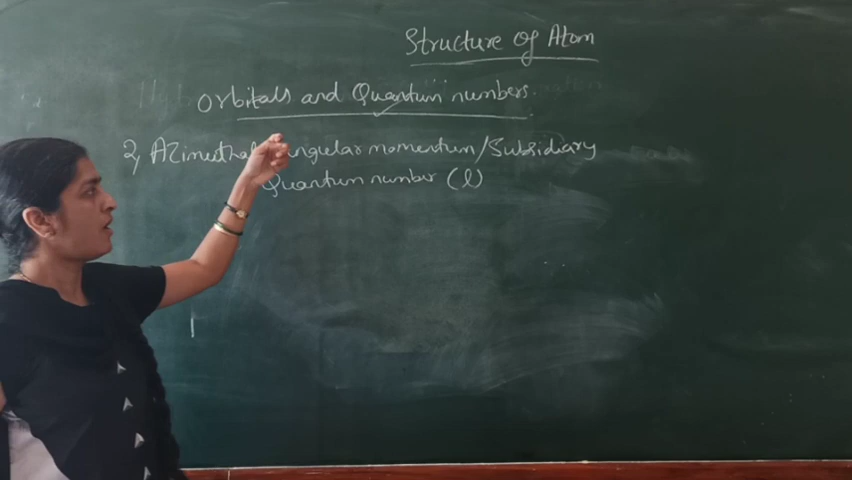 Structure of Atom
Orbitals and Quantum numbers.
2, Azimuthal angular momentum/Subsidiary
Quantum number (l)